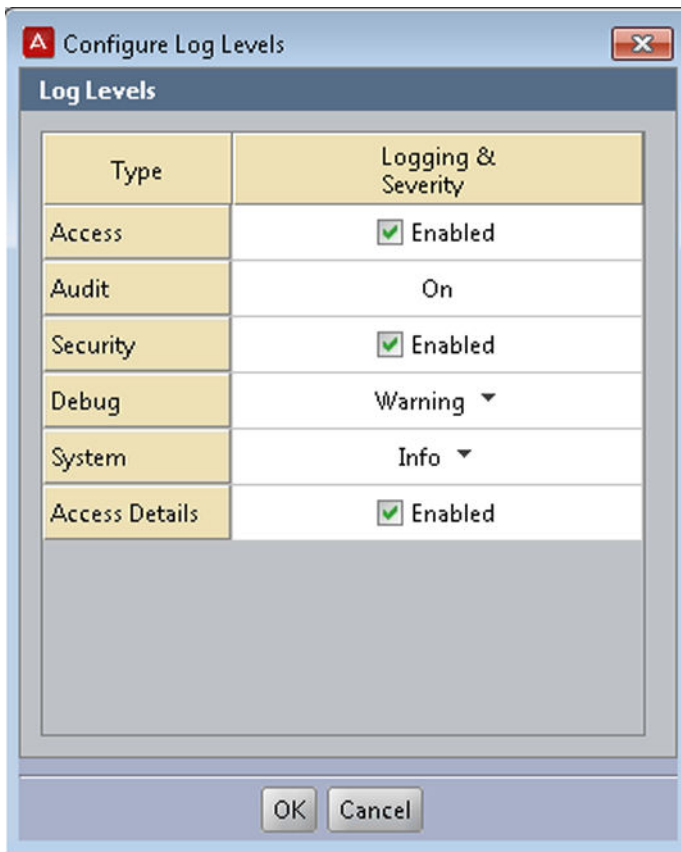 A Configure Log Levels
Log Levels
Type
Logging &
Severity
Access
Enabled
Audit
On
Security
Enabled
Debug
Warning
System
Info
Access Details
Enabled
OK
Cancel